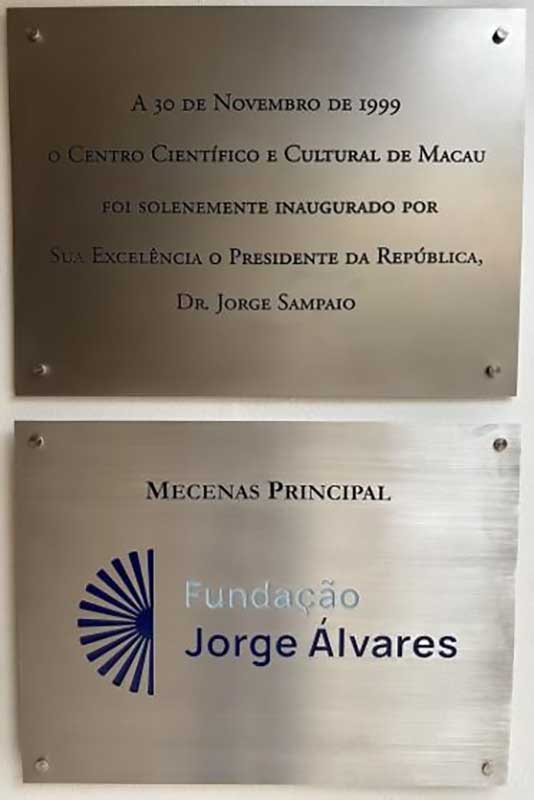 A 30 de Novembro de 1999
o Centro Científico e Cultural de Macau
foi solenemente inaugurado por
Sua Excelência o Presidente da República,
Dr. Jorge Sampaio
Mecenas Principal
Fundação
Jorge Álvares